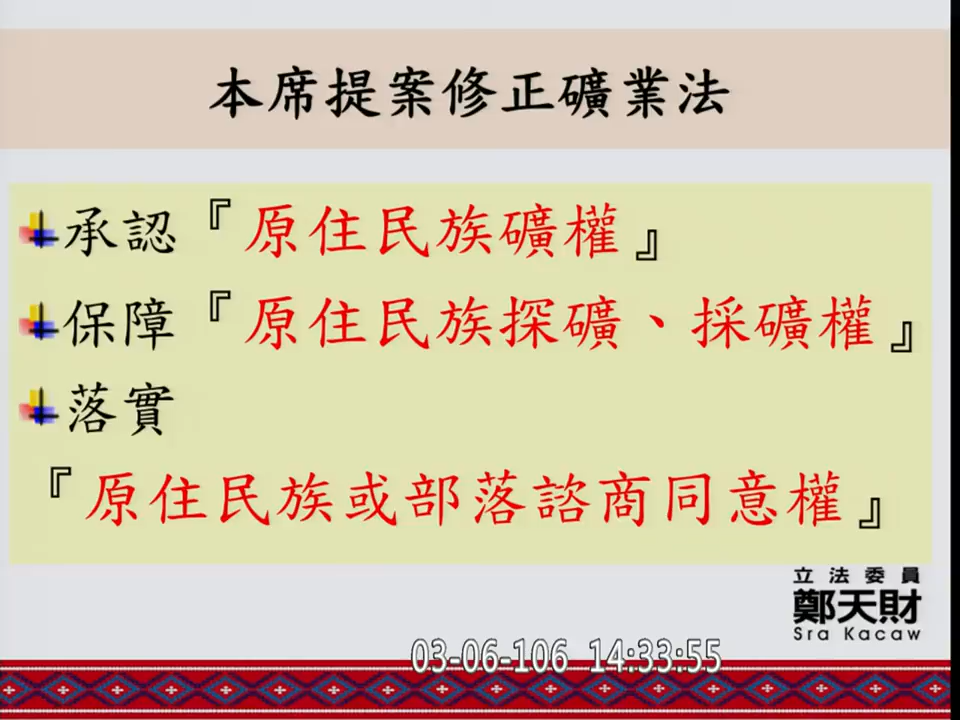 本席提案修正礦業法
承認『原住民族礦權』
保障『原住民族探礦、採礦權』
落實
『原住民族或部落諮商同意權』
立法委員
鄭天財
Sra Kacaw
03-06-106 14:33:55